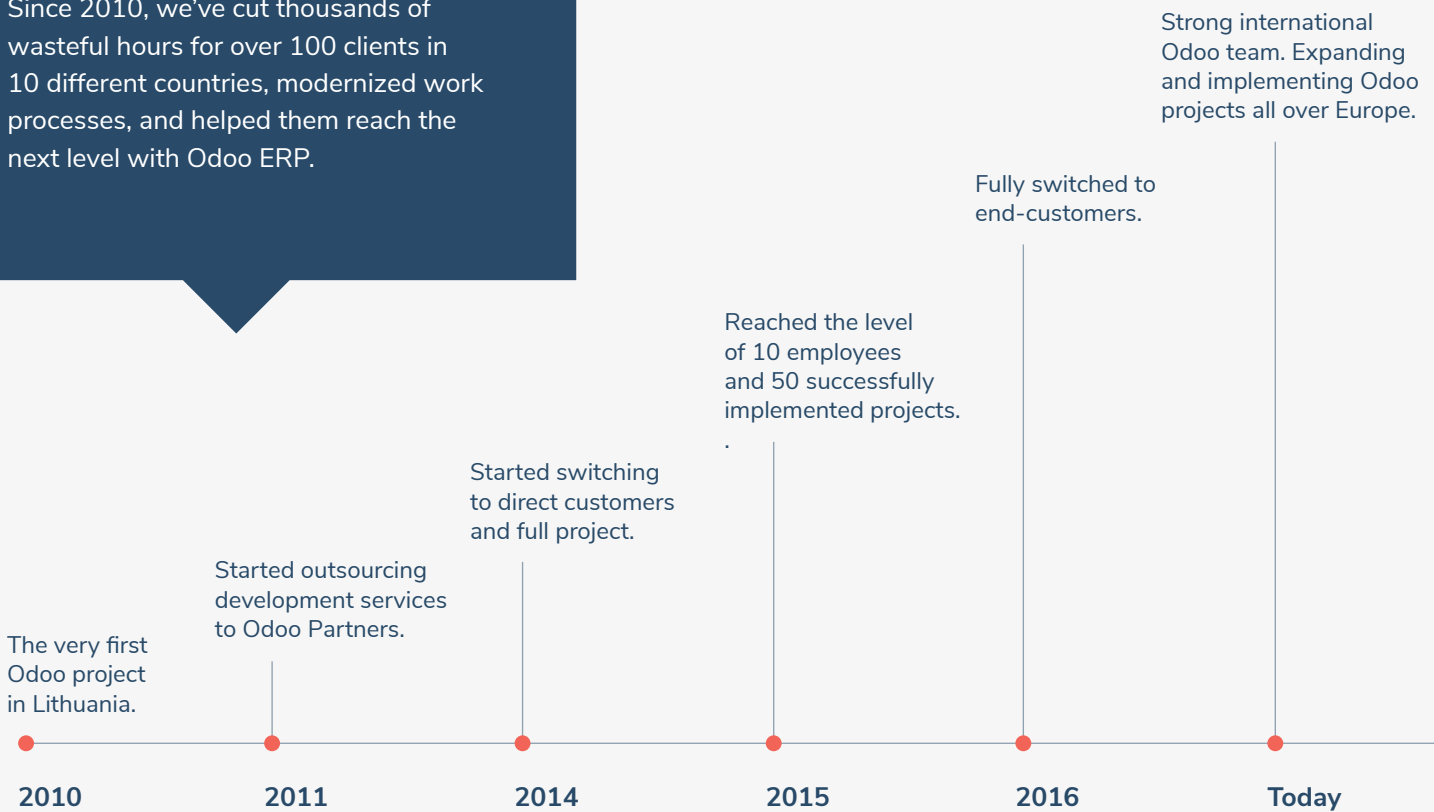 Since 2010, we've cut thousands of
wasteful hours for over 100 clients in
10 different countries, modernized work
processes, and helped them reach the
next level with Odoo ERP.
The very first
Odoo project
in Lithuania.
2010
Started outsourcing
development services
to Odoo Partners.
2011
Started switching
to direct customers
and full project.
2014
Reached the level
of 10 employees
and 50 successfully
implemented projects.
.
2015
Fully switched to
end-customers.
2016
Strong international
Odoo team. Expanding
and implementing Odoo
projects all over Europe.
Today